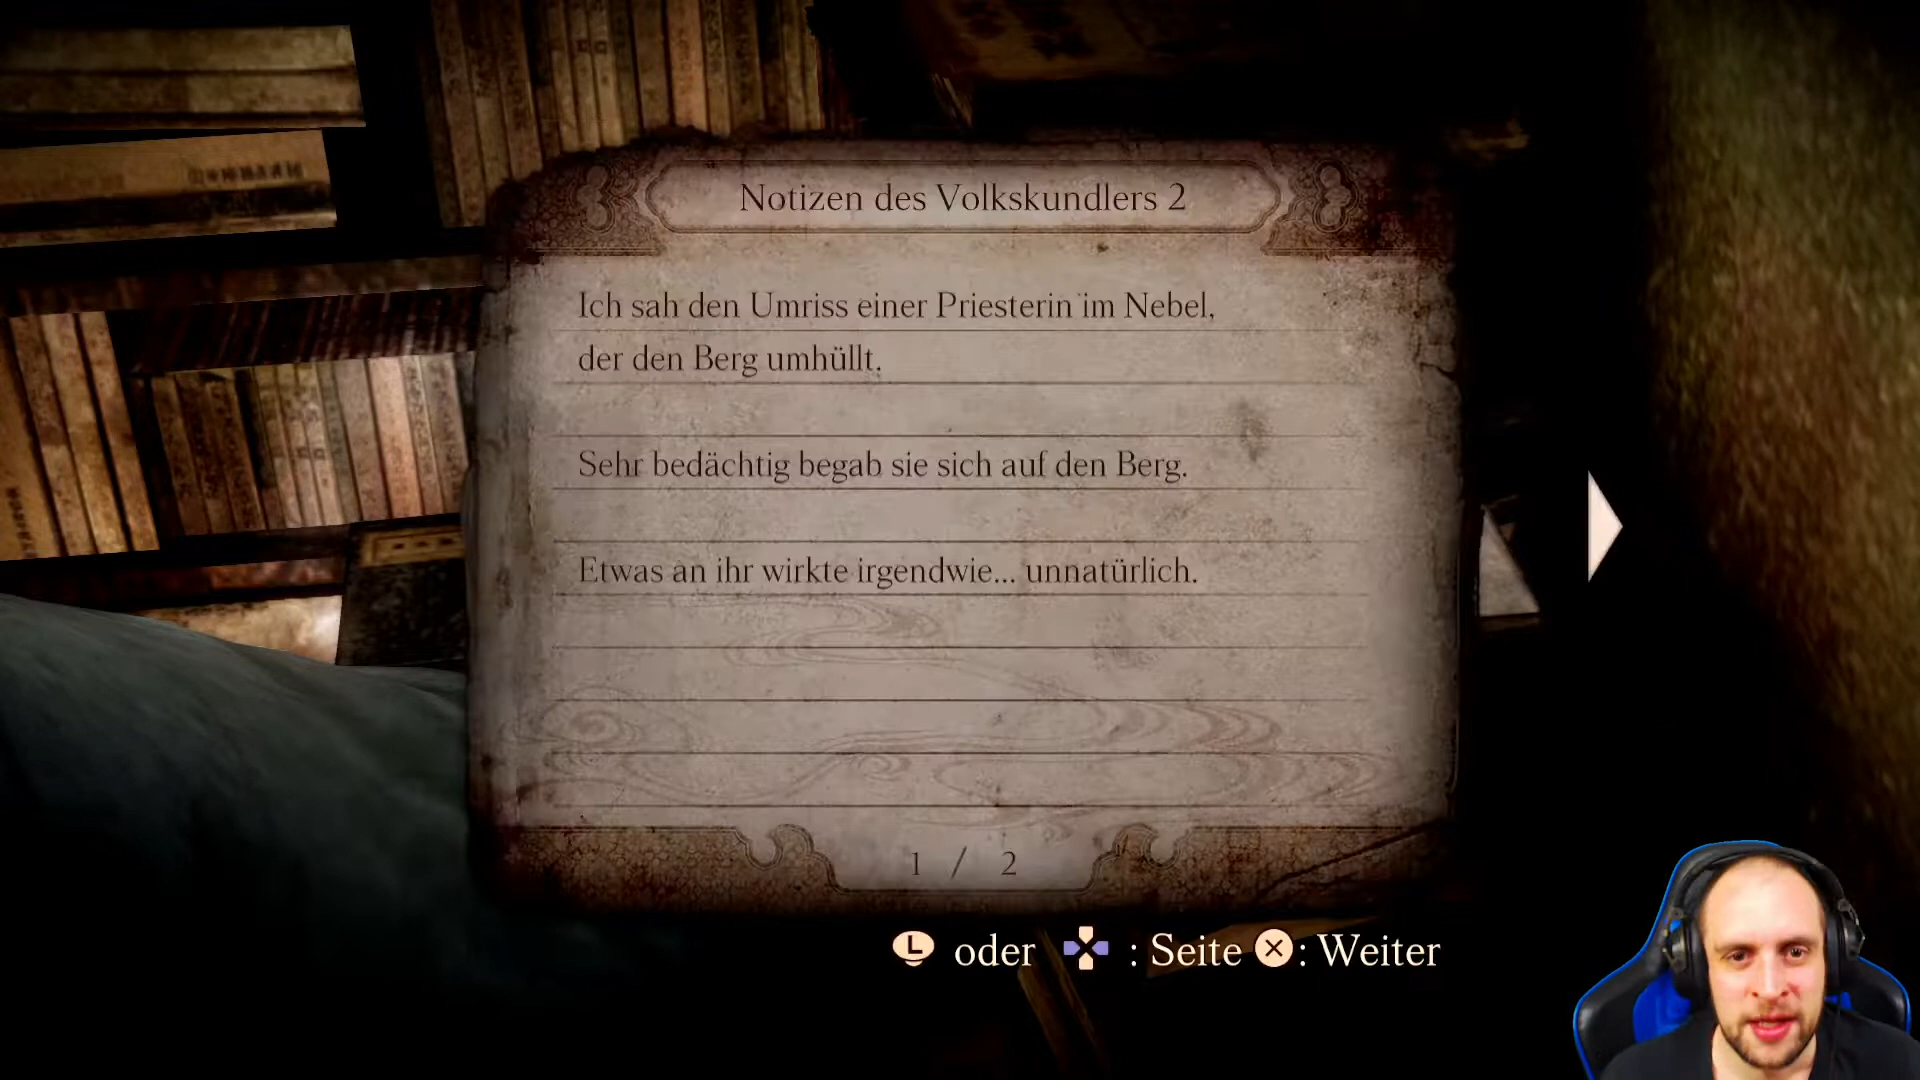 Notizen des Volkskundlers 2
Ich sah den Umriss einer Priesterin im Nebel,
der den Berg umhüllt.
Sehr bedächtig begab sie sich auf den Berg.
Etwas an ihr wirkte irgendwie... unnatürlich.
1 / 2
L oder : Seite : Weiter